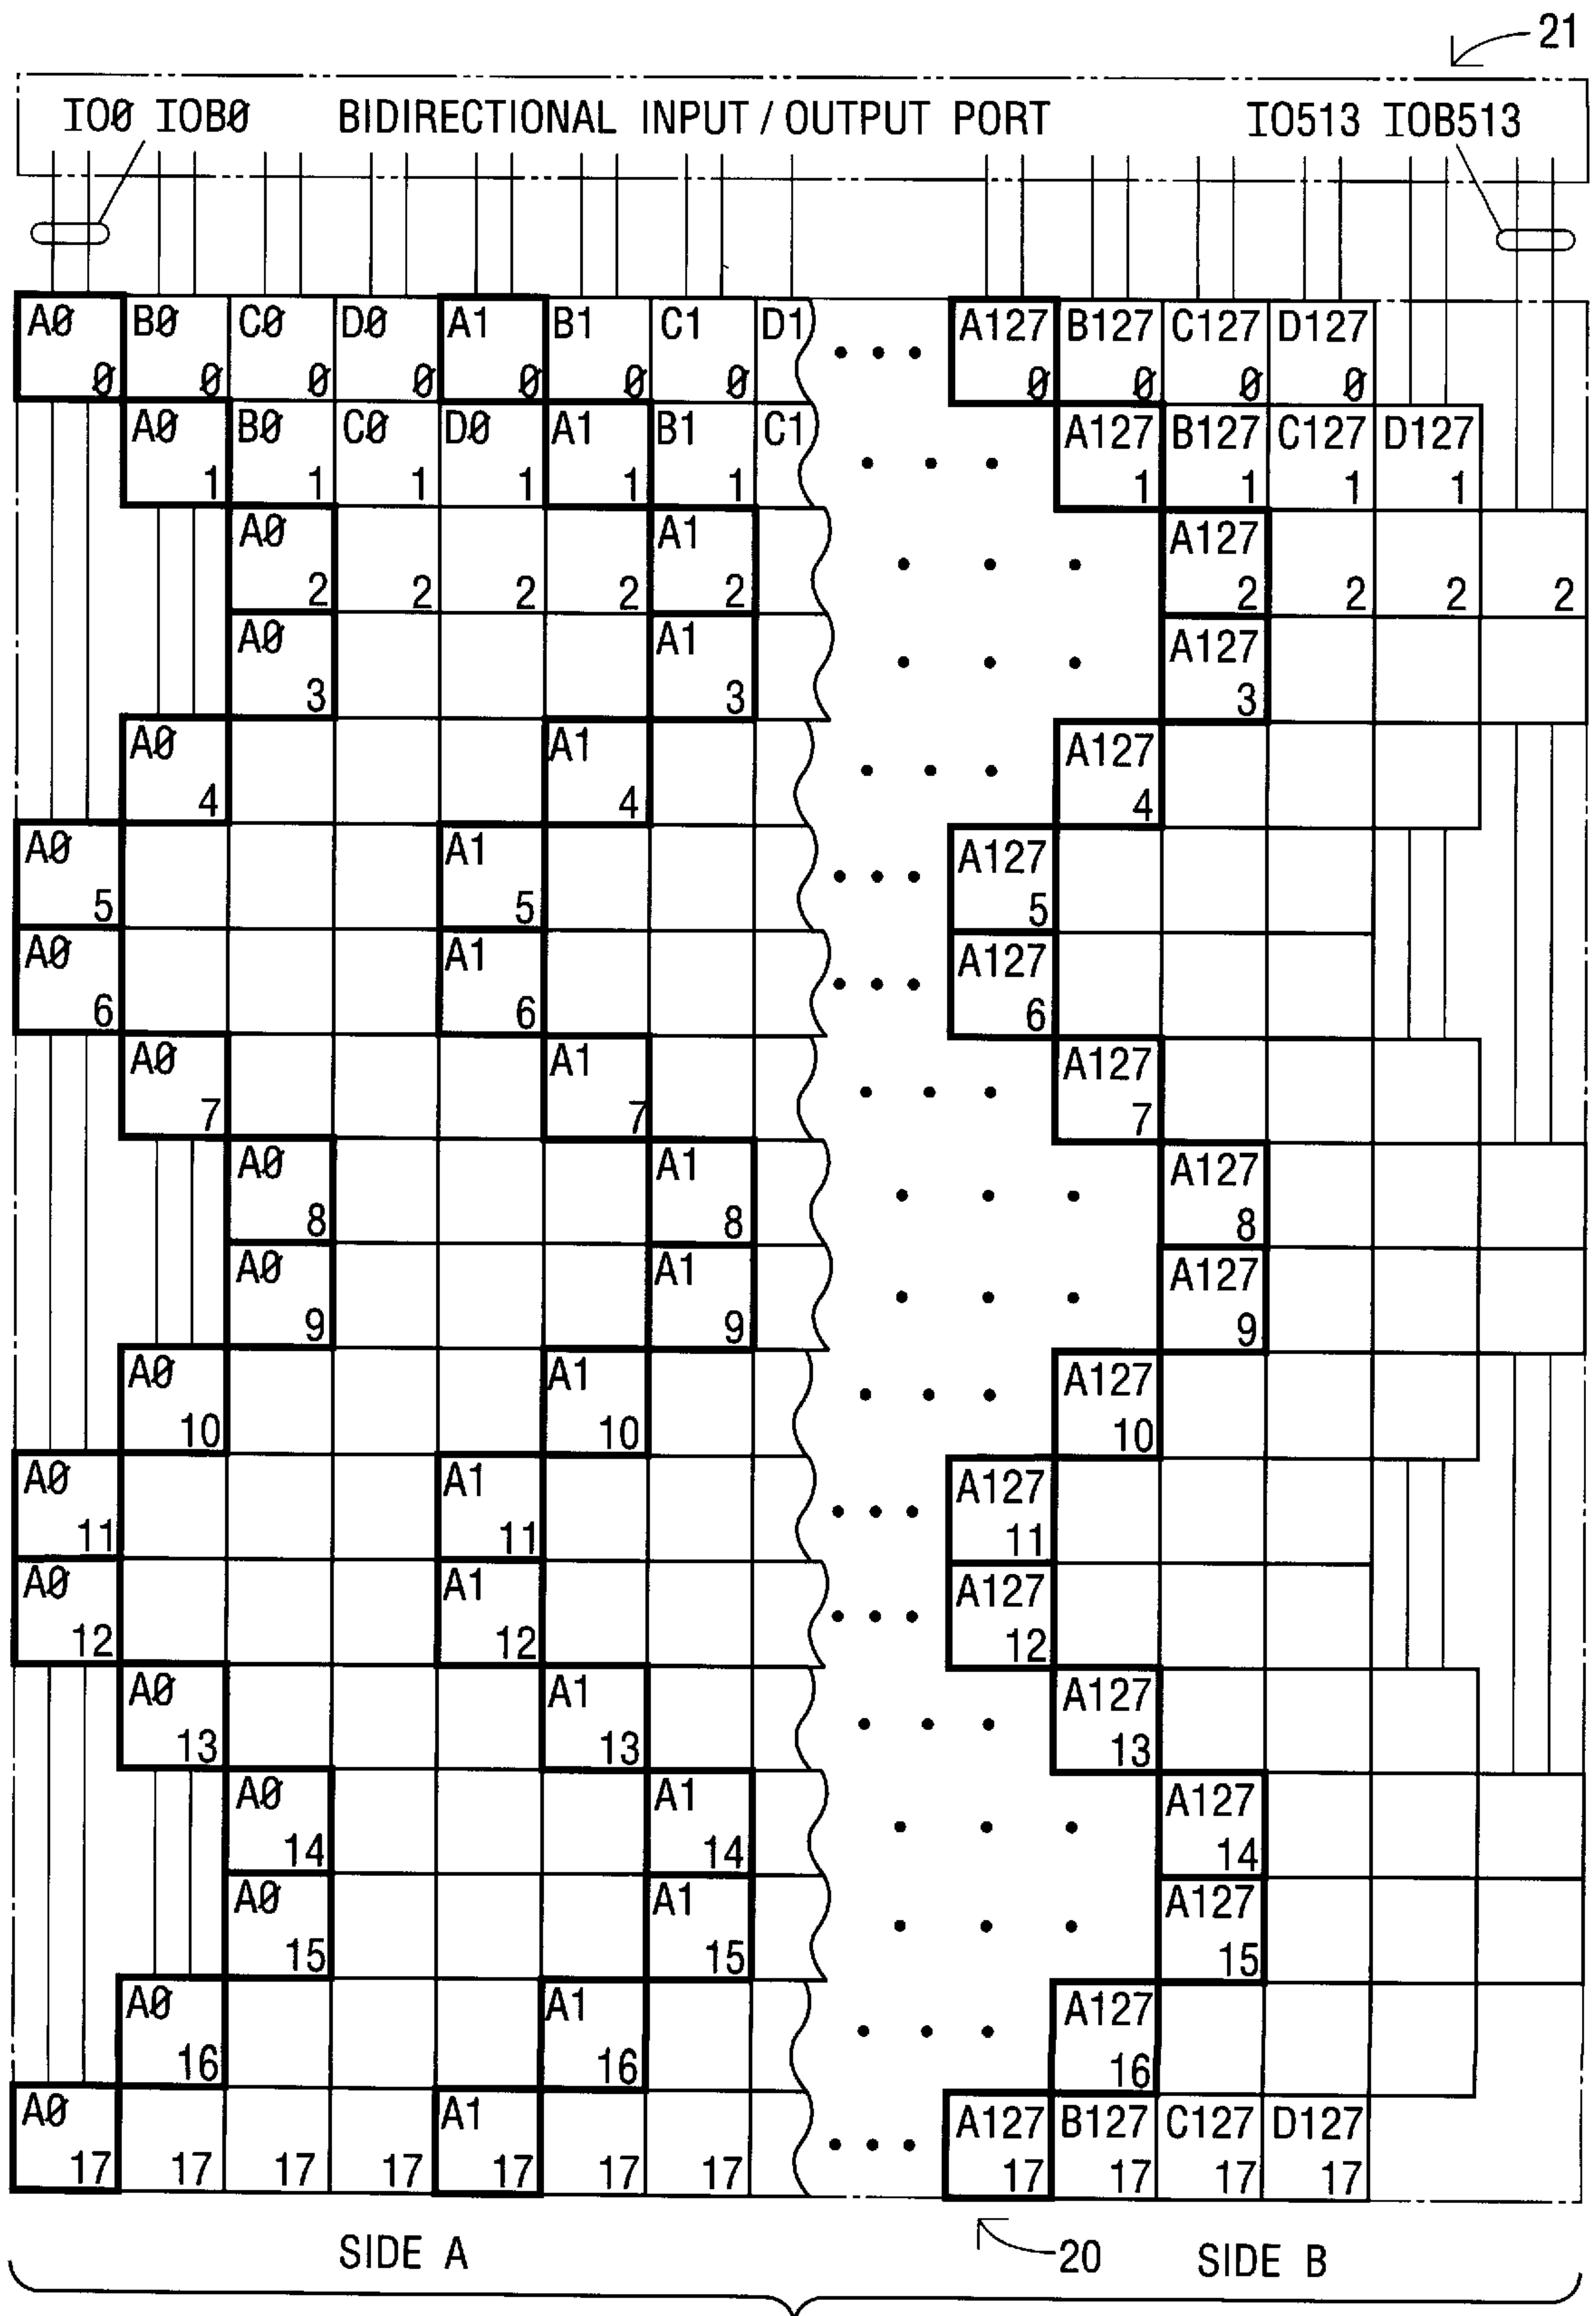 21
IO0 IOB0 BIDIRECTIONAL INPUT / OUTPUT PORT IO513 IOB513
A0 B0 C0 D0 A1 B1 C1 D1 A127 B127 C127 D127
0 0 0 0 0 0 0 0 0 0 0
A0 B0 C0 D0 A1 B1 C1 A127 B127 C127 D127
1 1 1 1 1 1 1 1 1 1
A0 A1 A127
2 2 2 2 2 2 2 2 2
A0 A1 A127
3 3 3
A0 A1 A127
4 4 4
A0 A1 A127
5 5 5
A0 A1 A127
6 6 6
A0 A1 A127
7 7 7
A0 A1 A127
8 8 8
A0 A1 A127
9 9 9
A0 A1 A127
10 10 10
A0 A1 A127
11 11 11
A0 A1 A127
12 12 12
A0 A1 A127
13 13 13
A0 A1 A127
14 14 14
A0 A1 A127
15 15 15
A0 A1 A127
16 16 16
A0 A1 A127 B127 C127 D127
17 17 17 17 17 17 17 17 17 17 17
SIDE A 20 SIDE B